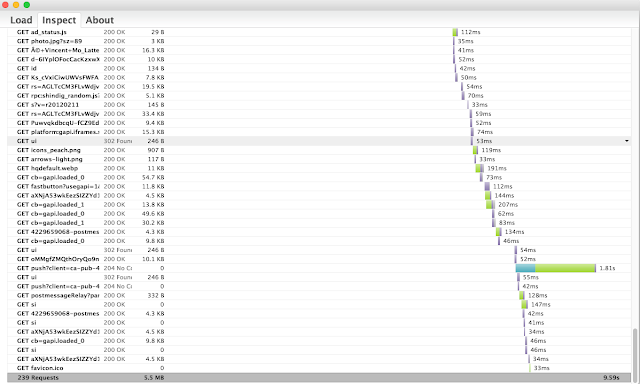 Load Inspect About
GET ad_status.js 200 OK 29 B 112ms
GET photo.jpg?sz=89 200 OK 3 KB 35ms
GET Ã©+Vincent+Mo_Latte 200 OK 16.3 KB 41ms
GET d-6IYplOFocCacKzxwX 200 OK 10 KB 52ms
GET id 200 OK 134 B 42ms
GET 200 OK 7.8 KB 50ms
GET rs=AGLTcCM3FLvWdjv 200 OK 19.5 KB 54ms
GET rpc:shindig_random.js? 200 OK 5.1 KB 70ms
GET s?v=r20120211 200 OK 145 B 33ms
GET rs=AGLTcCM3FLvWdjv 200 OK 33.4 KB 59ms
GET 200 OK 9.4 KB 52ms
GET platformgapi.iframes.s 200 OK 15.3 KB 74ms
GET ui 302 Found 246 B 53ms
GET icons_peach.png 200 OK 907 B 119ms
GET arrows-light.png 200 OK 117 B 33ms
GET hqdefault.webp 200 OK 11 KB 191ms
GET cb=gapi.loaded_0 200 OK 54.7 KB 73ms
GET fastbutton?usegapi=1& 200 OK 11.8 KB 112ms
GET aXNJA53wkEezSIZZYd1 200 OK 4.5 KB 144ms
GET cb=gapi.loaded_1 200 OK 13.8 KB 207ms
GET cb=gapi.loaded_0 200 OK 49.6 KB 62ms
GET cb=gapi.loaded_1 200 OK 30.2 KB 83ms
GET 4229659068-postmes 200 OK 4.4 KB 134ms
GET cb=gapi.loaded_0 200 OK 9.8 KB 46ms
GET ui 302 Found 246 B 54ms
GET oMMgfZMQthOryQo9n 200 OK 10.1 KB 52ms
GET push?client=ca-pub-4 204 No C 0 1.81s
GET ui 302 Found 246 B 55ms
GET push?client=ca-pub-4 204 No C 0 42ms
GET postmessageRelay?par 200 OK 332 B 128ms
GET si 200 OK 0 147ms
GET 4229659068-postmes 200 OK 4.3 KB 42ms
GET si 200 OK 0 41ms
GET aXNJA53wkEezSIZZYd1 200 OK 4.5 KB 34ms
GET cb=gapi.loaded_0 200 OK 9.8 KB 46ms
GET si 200 OK 0 46ms
GET aXNJA53wkEezSIZZYd1 200 OK 4.5 KB 34ms
GET favicon.ico 200 OK 0 33ms
239 Requests 5.5 MB 9.59s